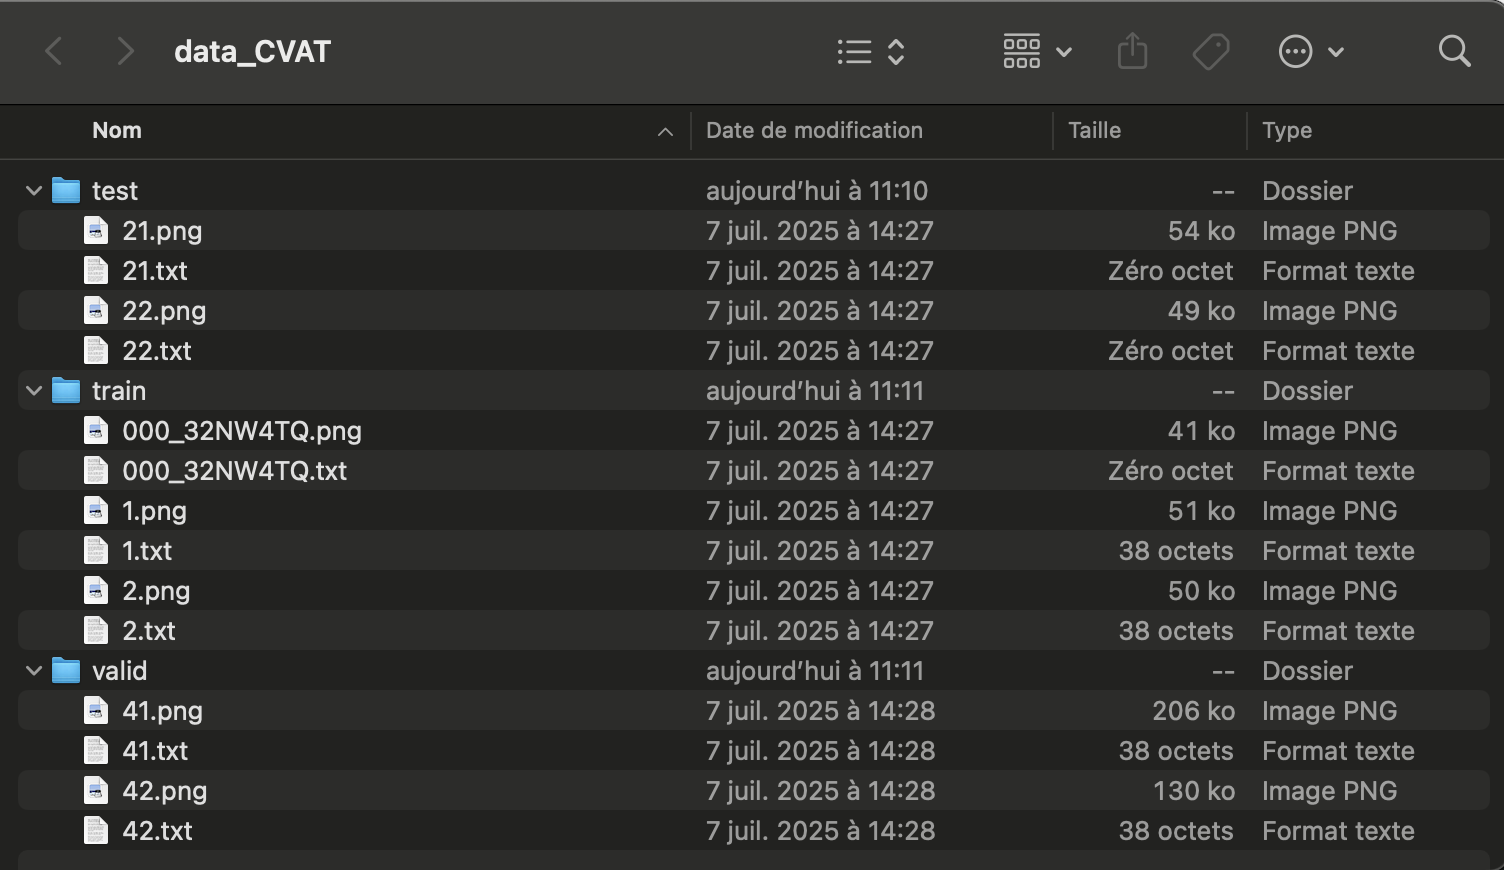 data_CVAT
Nom Date de modification Taille Type
test aujourd’hui à 11:10 -- Dossier
21.png 7 juil. 2025 à 14:27 54 ko Image PNG
21.txt 7 juil. 2025 à 14:27 Zéro octet Format texte
22.png 7 juil. 2025 à 14:27 49 ko Image PNG
22.txt 7 juil. 2025 à 14:27 Zéro octet Format texte
train aujourd’hui à 11:11 -- Dossier
000_32NW4TQ.png 7 juil. 2025 à 14:27 41 ko Image PNG
000_32NW4TQ.txt 7 juil. 2025 à 14:27 Zéro octet Format texte
1.png 7 juil. 2025 à 14:27 51 ko Image PNG
1.txt 7 juil. 2025 à 14:27 38 octets Format texte
2.png 7 juil. 2025 à 14:27 50 ko Image PNG
2.txt 7 juil. 2025 à 14:27 38 octets Format texte
valid aujourd’hui à 11:11 -- Dossier
41.png 7 juil. 2025 à 14:28 206 ko Image PNG
41.txt 7 juil. 2025 à 14:28 38 octets Format texte
42.png 7 juil. 2025 à 14:28 130 ko Image PNG
42.txt 7 juil. 2025 à 14:28 38 octets Format texte